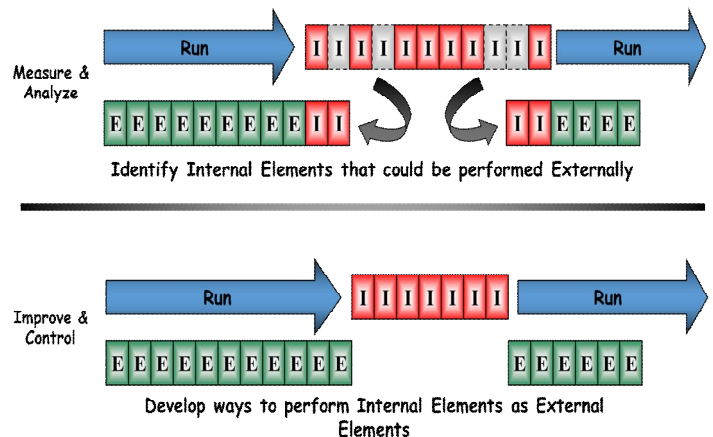 Run
I I I I I I I I I I I
Run
Measure &
Analyze
E E E E E E E E E I I
I I E E E E
Identify Internal Elements that could be performed Externally
Run
I I I I I I I
Run
Improve &
Control
E E E E E E E E E E E
E E E E E E
Develop ways to perform Internal Elements as External
Elements